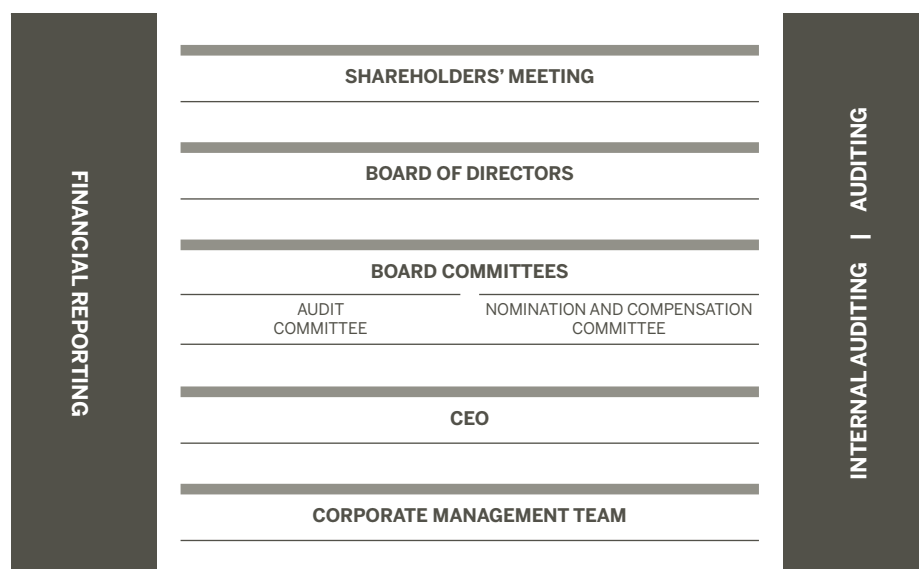 FINANCIAL REPORTING
SHAREHOLDERS’ MEETING
BOARD OF DIRECTORS
BOARD COMMITTEES
AUDIT
COMMITTEE
NOMINATION AND COMPENSATION
COMMITTEE
CEO
CORPORATE MANAGEMENT TEAM
INTERNAL AUDITING | AUDITING